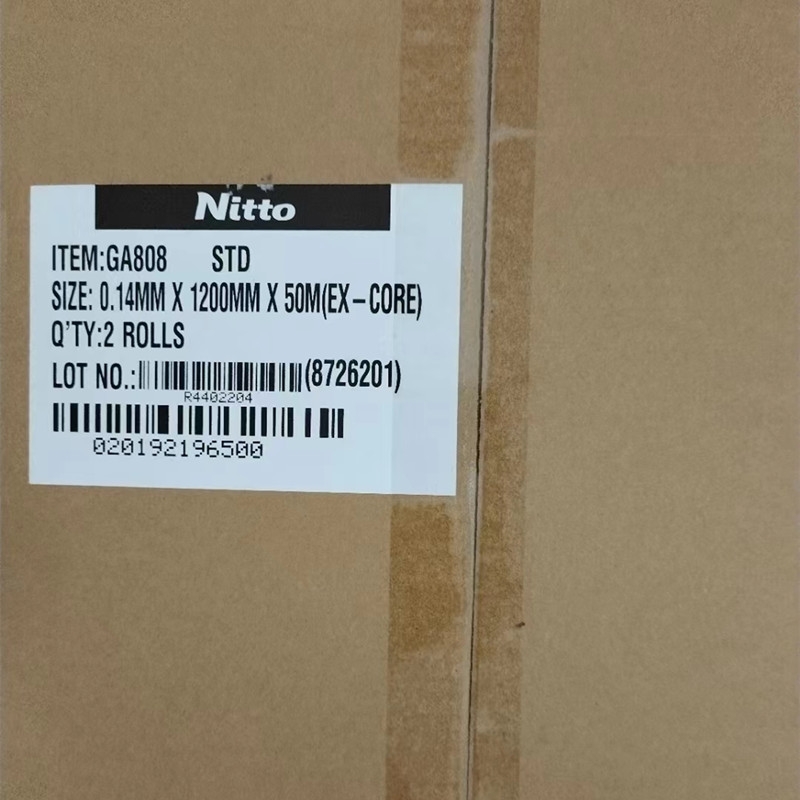 Nitto
ITEM:GA808 STD
SIZE: 0.14MM X 1200MM X 50M(EX-CORE)
Q'TY:2 ROLLS
LOT NO.: (8726201)
R4402204
020192196500